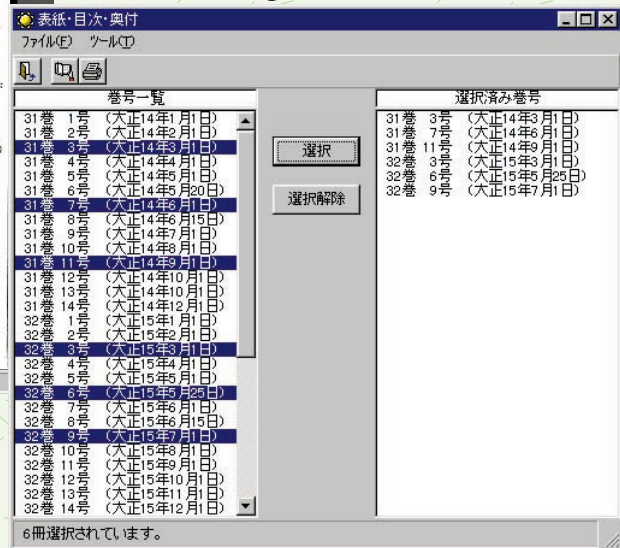 表紙・目次・奥付
ファイル(F) ツール(T)
巻号一覧
31巻 1号 (大正14年1月1日)
31巻 2号 (大正14年2月1日)
31巻 3号 (大正14年3月1日)
31巻 4号 (大正14年4月1日)
31巻 5号 (大正14年5月1日)
31巻 6号 (大正14年5月20日)
31巻 7号 (大正14年6月1日)
31巻 8号 (大正14年6月15日)
31巻 9号 (大正14年7月1日)
31巻 10号 (大正14年8月1日)
31巻 11号 (大正14年9月1日)
31巻 12号 (大正14年10月1日)
31巻 13号 (大正14年10月1日)
31巻 14号 (大正14年12月1日)
32巻 1号 (大正15年1月1日)
32巻 2号 (大正15年2月1日)
32巻 3号 (大正15年3月1日)
32巻 4号 (大正15年4月1日)
32巻 5号 (大正15年5月1日)
32巻 6号 (大正15年5月25日)
32巻 7号 (大正15年6月1日)
32巻 8号 (大正15年6月15日)
32巻 9号 (大正15年7月1日)
32巻 10号 (大正15年8月1日)
32巻 11号 (大正15年9月1日)
32巻 12号 (大正15年10月1日)
32巻 13号 (大正15年11月1日)
32巻 14号 (大正15年12月1日)
選択
選択解除
選択済み巻号
31巻 3号 (大正14年3月1日)
31巻 7号 (大正14年6月1日)
31巻 11号 (大正14年9月1日)
32巻 3号 (大正15年3月1日)
32巻 6号 (大正15年5月25日)
32巻 9号 (大正15年7月1日)
6冊選択されています。